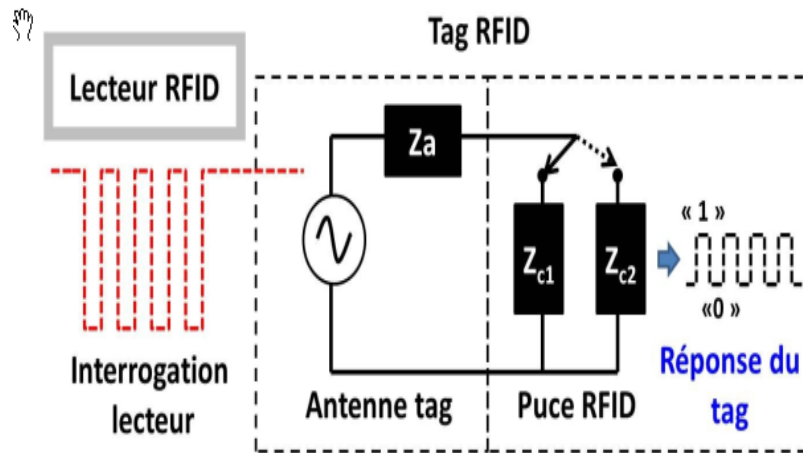 Tag RFID
Lecteur RFID
Za
Zc1
Zc2
« 1 »
«0 »
Interrogation
lecteur
Antenne tag
Puce RFID
Réponse du
tag